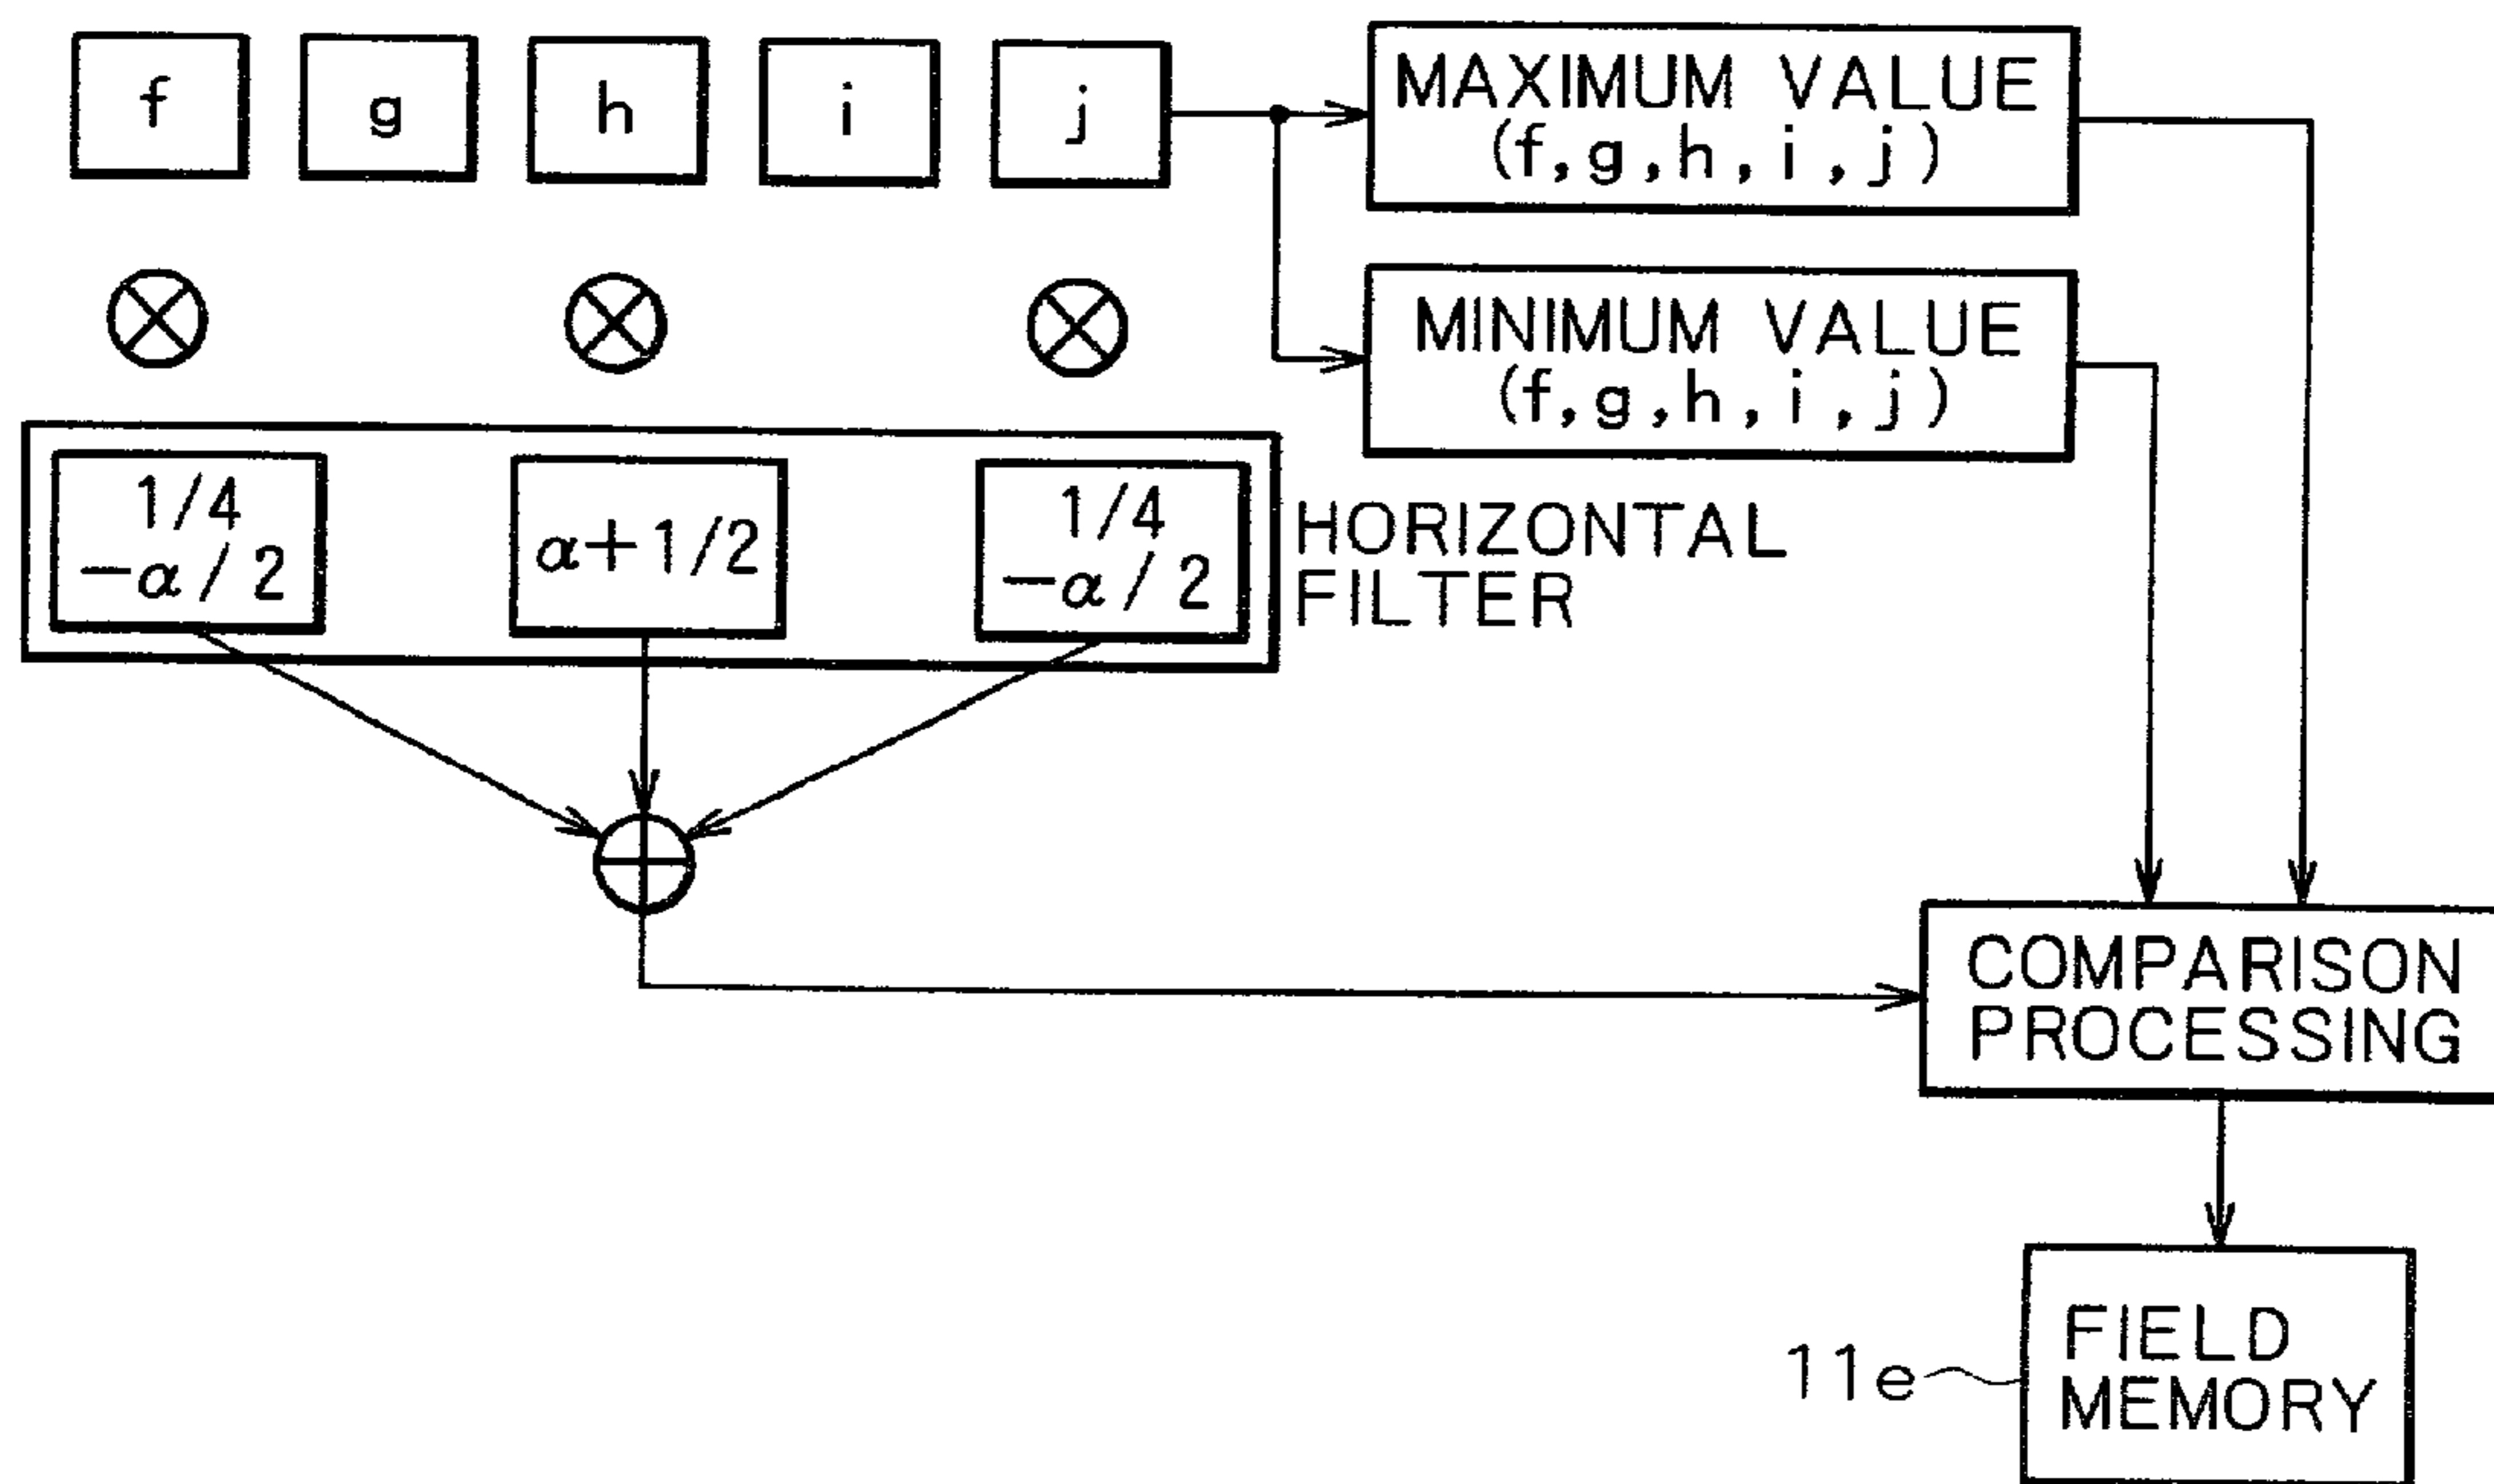 f
g
h
i
j
MAXIMUM VALUE
(f,g,h,i,j)
MINIMUM VALUE
(f,g,h,i,j)
1/4
−α/2
α+1/2
1/4
−α/2
HORIZONTAL
FILTER
COMPARISON
PROCESSING
11e
FIELD
MEMORY